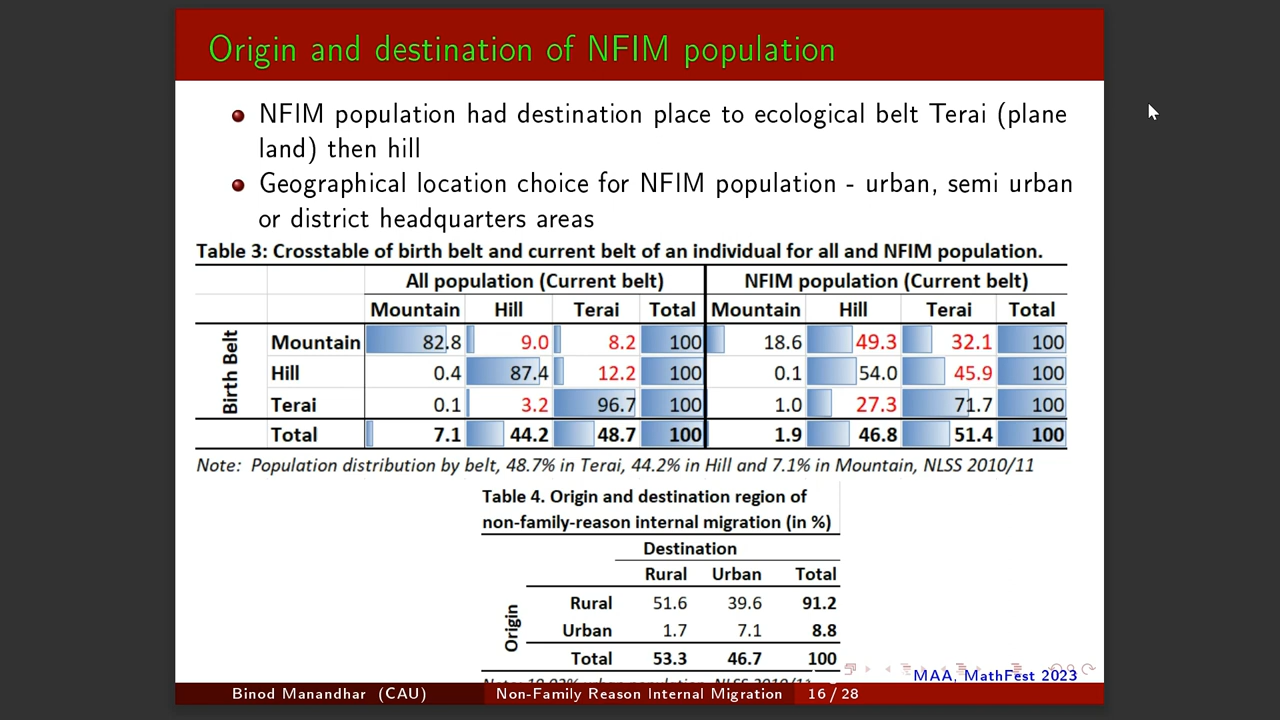 Origin and destination of NFIM population
NFIM population had destination place to ecological belt Terai (plane
land) then hill
Geographical location choice for NFIM population - urban, semi urban
or district headquarters areas
Table 3: Crosstable of birth belt and current belt of an individual for all and NFIM population.
All population (Current belt) NFIM population (Current belt)
Mountain Hill Terai Total Mountain Hill Terai Total
Birth Belt
Mountain 82.8 9.0 8.2 100 18.6 49.3 32.1 100
Hill 0.4 87.4 12.2 100 0.1 54.0 45.9 100
Terai 0.1 3.2 96.7 100 1.0 27.3 71.7 100
Total 7.1 44.2 48.7 100 1.9 46.8 51.4 100
Note: Population distribution by belt, 48.7% in Terai, 44.2% in Hill and 7.1% in Mountain, NLSS 2010/11
Table 4. Origin and destination region of
non-family-reason internal migration (in %)
Destination
Rural Urban Total
Origin
Rural 51.6 39.6 91.2
Urban 1.7 7.1 8.8
Total 53.3 46.7 100
MAA, MathFest 2023
Binod Manandhar (CAU) Non-Family Reason Internal Migration 16 / 28